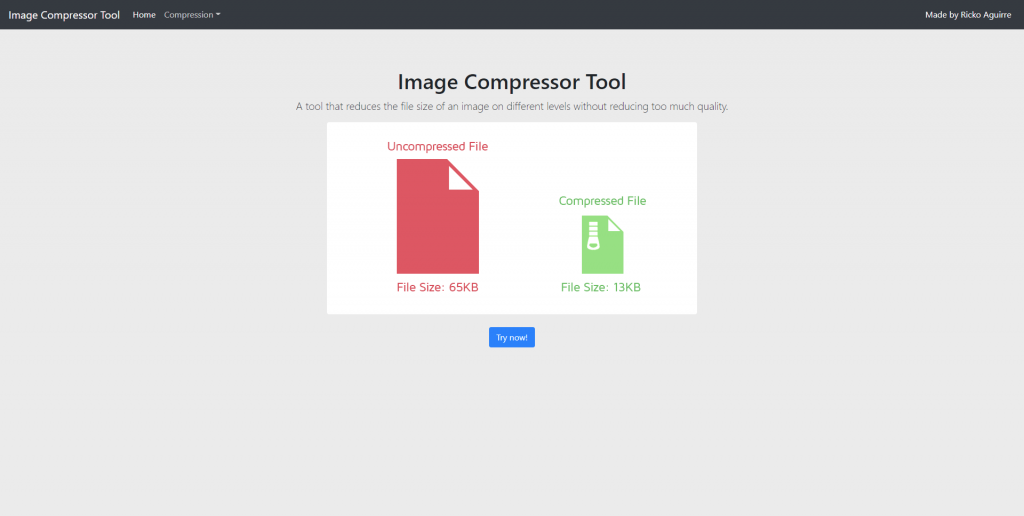 Image Compressor Tool Home Compression Made by Ricko Aguirre
Image Compressor Tool
A tool that reduces the file size of an image on different levels without reducing too much quality.
Uncompressed File
Compressed File
File Size: 65KB
File Size: 13KB
Try now!